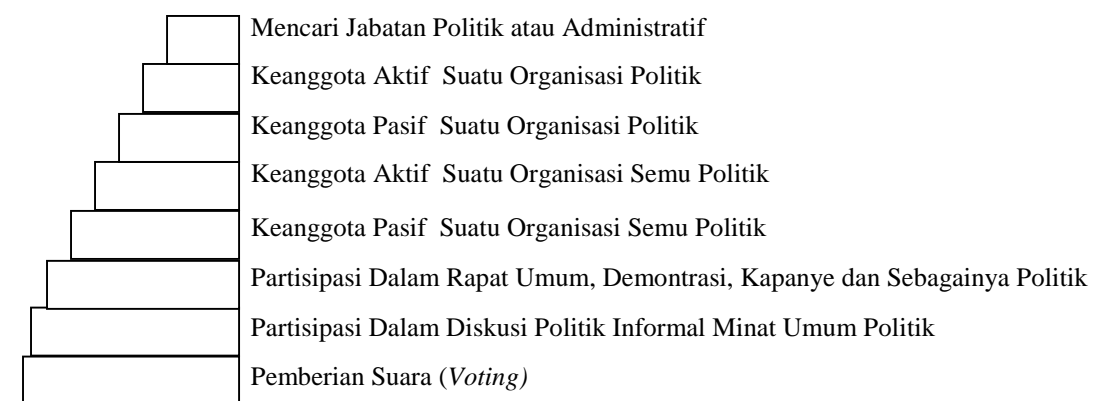 Mencari Jabatan Politik atau Administratif
Keanggota Aktif  Suatu Organisasi Politik
Keanggota Pasif  Suatu Organisasi Politik
Keanggota Aktif  Suatu Organisasi Semu Politik
Keanggota Pasif  Suatu Organisasi Semu Politik
Partisipasi Dalam Rapat Umum, Demontrasi, Kapanye dan Sebagainya Politik
Partisipasi Dalam Diskusi Politik Informal Minat Umum Politik
Pemberian Suara (Voting)